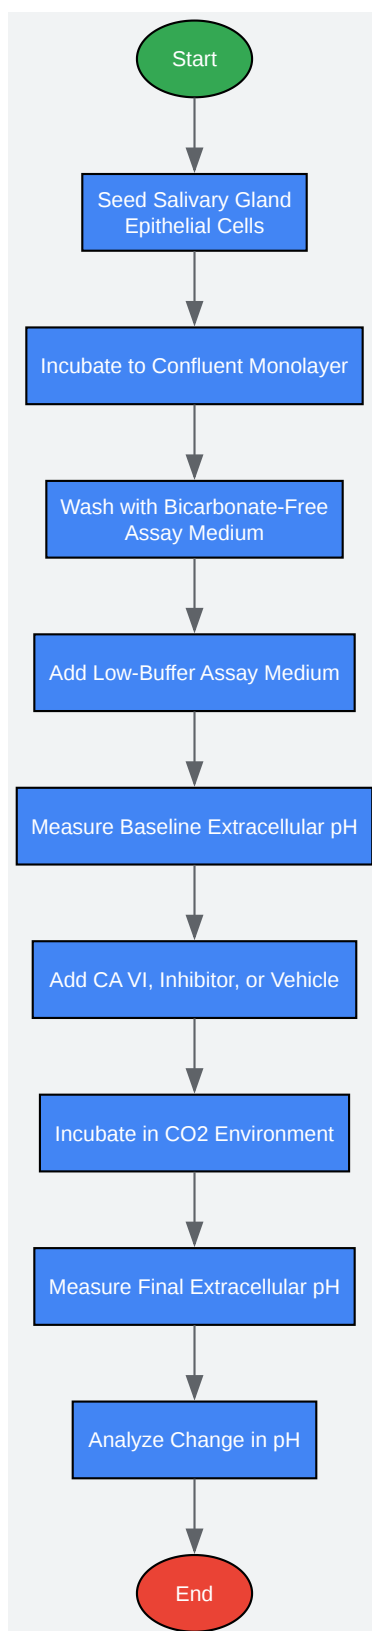 Start
Seed Salivary Gland
Epithelial Cells
Incubate to Confluent Monolayer
Wash with Bicarbonate-Free
Assay Medium
Add Low-Buffer Assay Medium
Measure Baseline Extracellular pH
Add CA VI, Inhibitor, or Vehicle
Incubate in CO2 Environment
Measure Final Extracellular pH
Analyze Change in pH
End